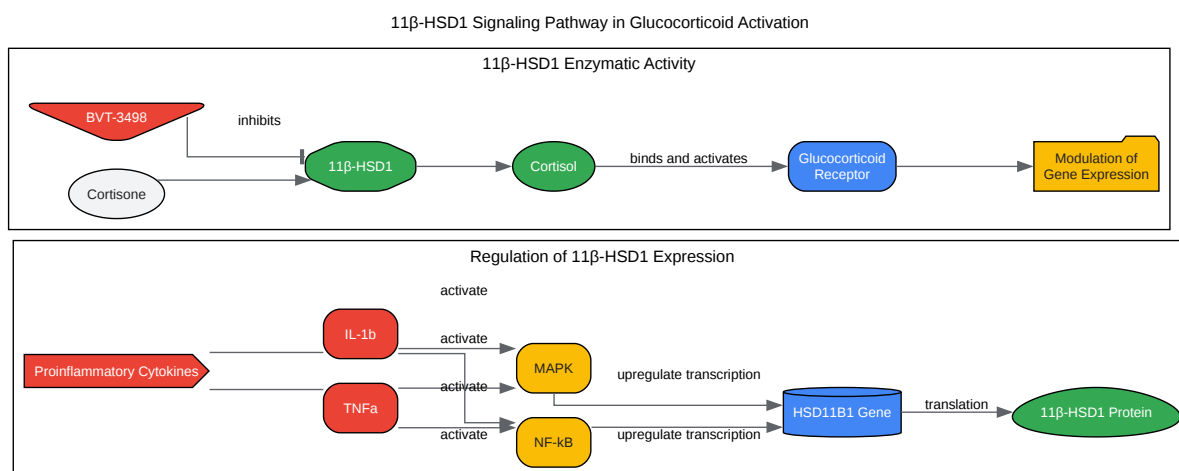 11β-HSD1 Signaling Pathway in Glucocorticoid Activation
11β-HSD1 Enzymatic Activity
BVT-3498
inhibits
11β-HSD1
Cortisone
Cortisol
binds and activates
Glucocorticoid
Receptor
Modulation of
Gene Expression
Regulation of 11β-HSD1 Expression
activate
IL-1b
activate
Proinflammatory Cytokines
MAPK
upregulate transcription
activate
TNFa
HSD11B1 Gene
translation
11β-HSD1 Protein
activate
NF-kB
upregulate transcription